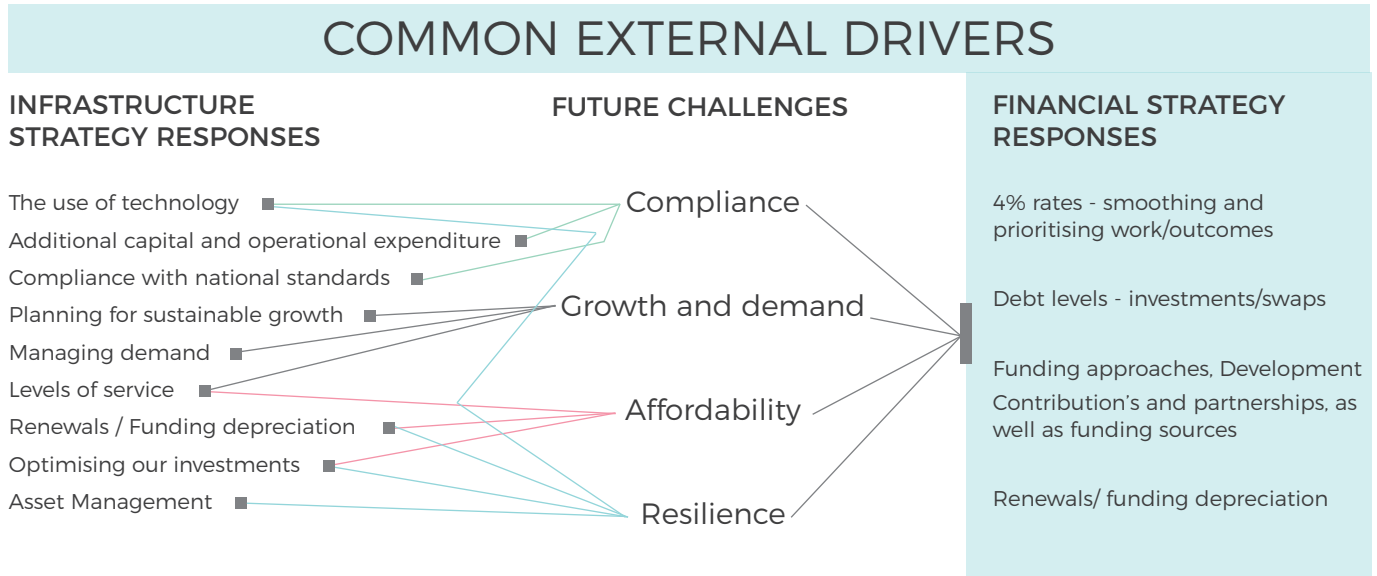 COMMON EXTERNAL DRIVERS
INFRASTRUCTURE
STRATEGY RESPONSES
The use of technology
Additional capital and operational expenditure
Compliance with national standards
Planning for sustainable growth
Managing demand
Levels of service
Renewals / Funding depreciation
Optimising our investments
Asset Management
FUTURE CHALLENGES
Compliance
Growth and demand
Affordability
Resilience
FINANCIAL STRATEGY
RESPONSES
4% rates - smoothing and
prioritising work/outcomes
Debt levels - investments/swaps
Funding approaches, Development
Contribution's and partnerships, as
well as funding sources
Renewals/ funding depreciation